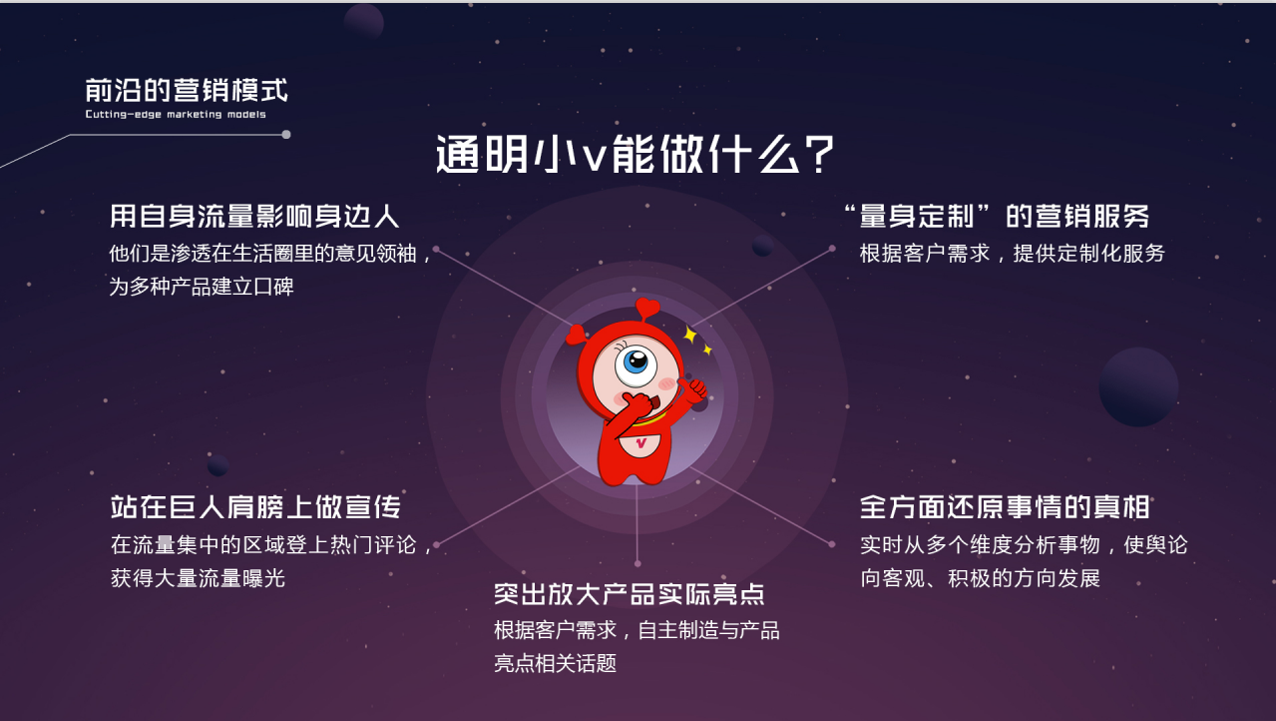 前沿的营销模式
Cutting-edge marketing models
通明小v能做什么?
用自身流量影响身边人
他们是渗透在生活圈里的意见领袖，
为多种产品建立口碑
“量身定制”的营销服务
根据客户需求，提供定制化服务
v
站在巨人肩膀上做宣传
在流量集中的区域登上热门评论，
获得大量流量曝光
全方面还原事情的真相
实时从多个维度分析事物，使舆论
向客观、积极的方向发展
突出放大产品实际亮点
根据客户需求，自主制造与产品
亮点相关话题